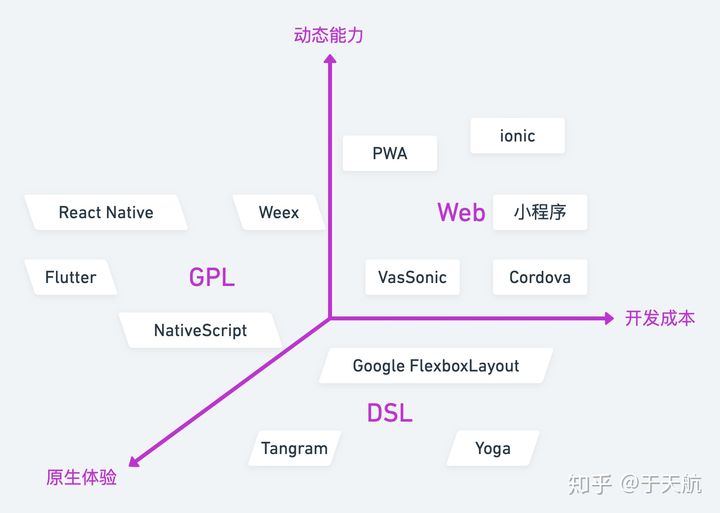 动态能力
ionic
PWA
React Native
Weex
Web
小程序
Flutter
GPL
VasSonic
Cordova
NativeScript
开发成本
Google FlexboxLayout
DSL
Tangram
Yoga
原生体验
知乎 @于天航